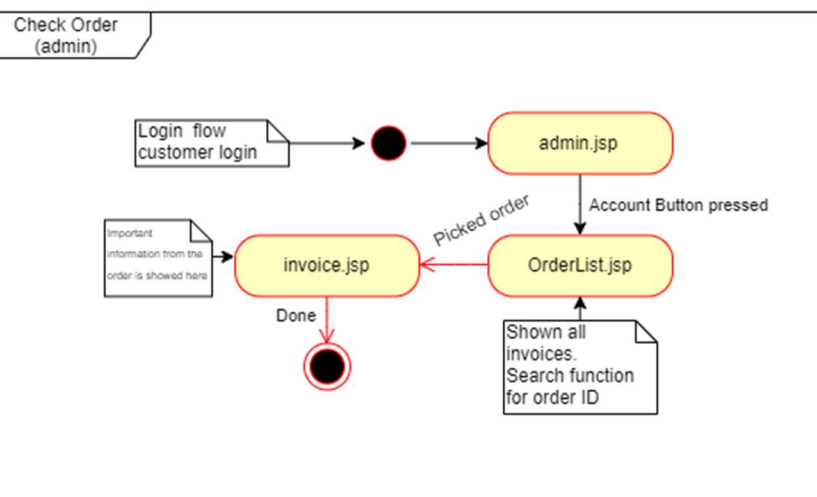 Check Order
(admin)
Login flow
customer login
admin.jsp
Account Button pressed
Picked order
Important
information from the
order is showed here
invoice.jsp
OrderList.jsp
Done
Shown all
invoices.
Search function
for order ID